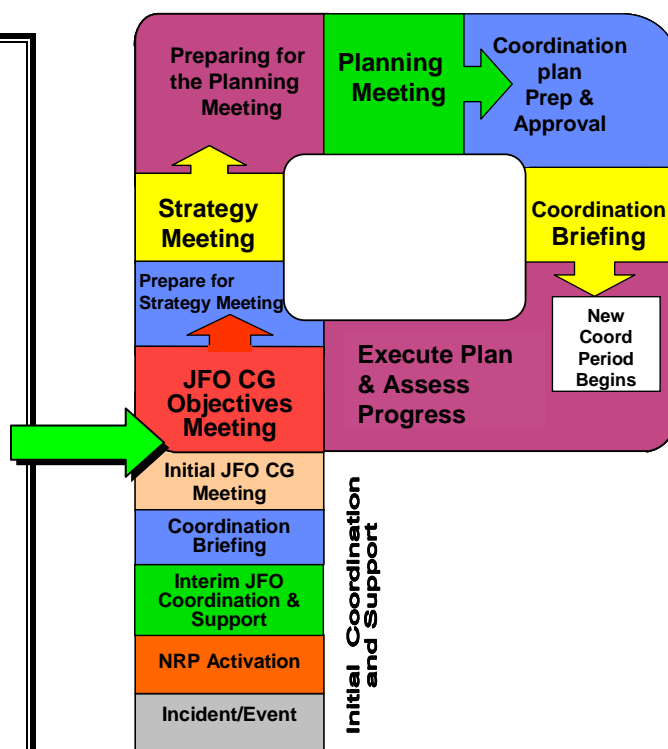 Preparing for
the Planning
Meeting
Planning
Meeting
Coordination
plan
Prep &
Approval
Strategy
Meeting
Coordination
Briefing
Prepare for
Strategy Meeting
New
Coord
Period
Begins
Execute Plan
& Assess
Progress
JFO CG
Objectives
Meeting
Initial JFO CG
Meeting
Coordination
Briefing
Interim JFO
Coordination &
Support
NRP Activation
Incident/Event
Initial Coordination
and Support